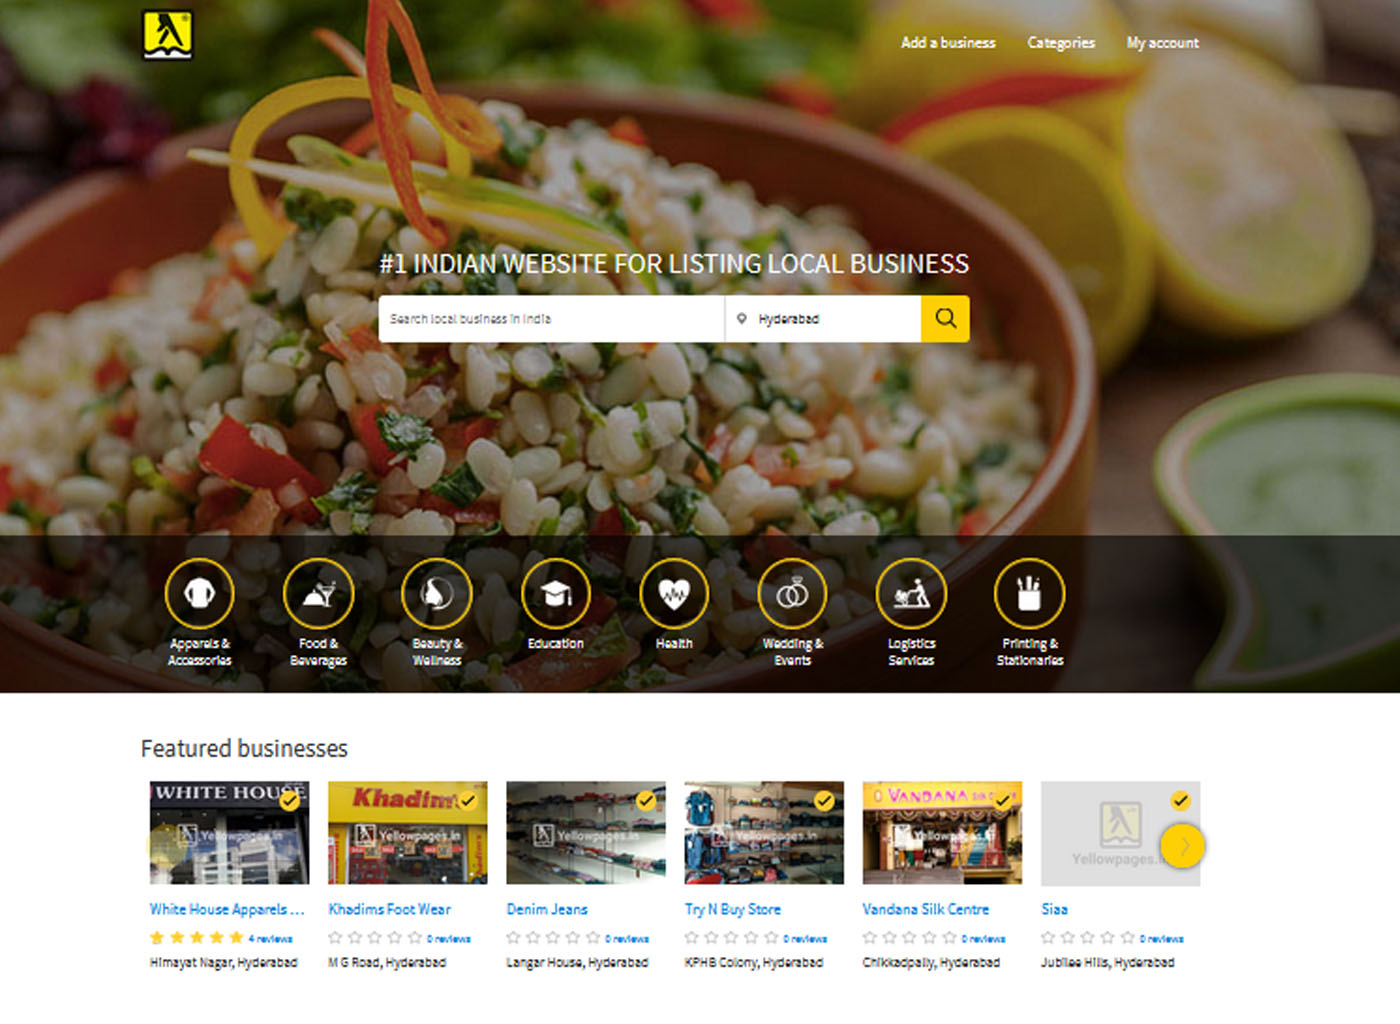 Add a business Categories My account
#1 INDIAN WEBSITE FOR LISTING LOCAL BUSINESS
Search local business in India Hyderabad
Apparels & Accessories
Food & Beverages
Beauty & Wellness
Education
Health
Wedding & Events
Logistics Services
Printing & Stationaries
Featured businesses
WHITE HOUSE
Yellowpages.in
Khadim
Yellowpages.in
Yellowpages.in
Yellowpages.in
VANDANA
Yellowpages.in
Yellowpages.i
White House Apparels ... Khadims Foot Wear Denim Jeans Try N Buy Store Vandana Silk Centre Siaa
4 reviews 0 reviews 0 reviews 0 reviews 0 reviews 0 reviews
Himayat Nagar, Hyderabad M G Road, Hyderabad Langar House, Hyderabad KPHB Colony, Hyderabad Chikkadpally, Hyderabad Jubilee Hills, Hyderabad